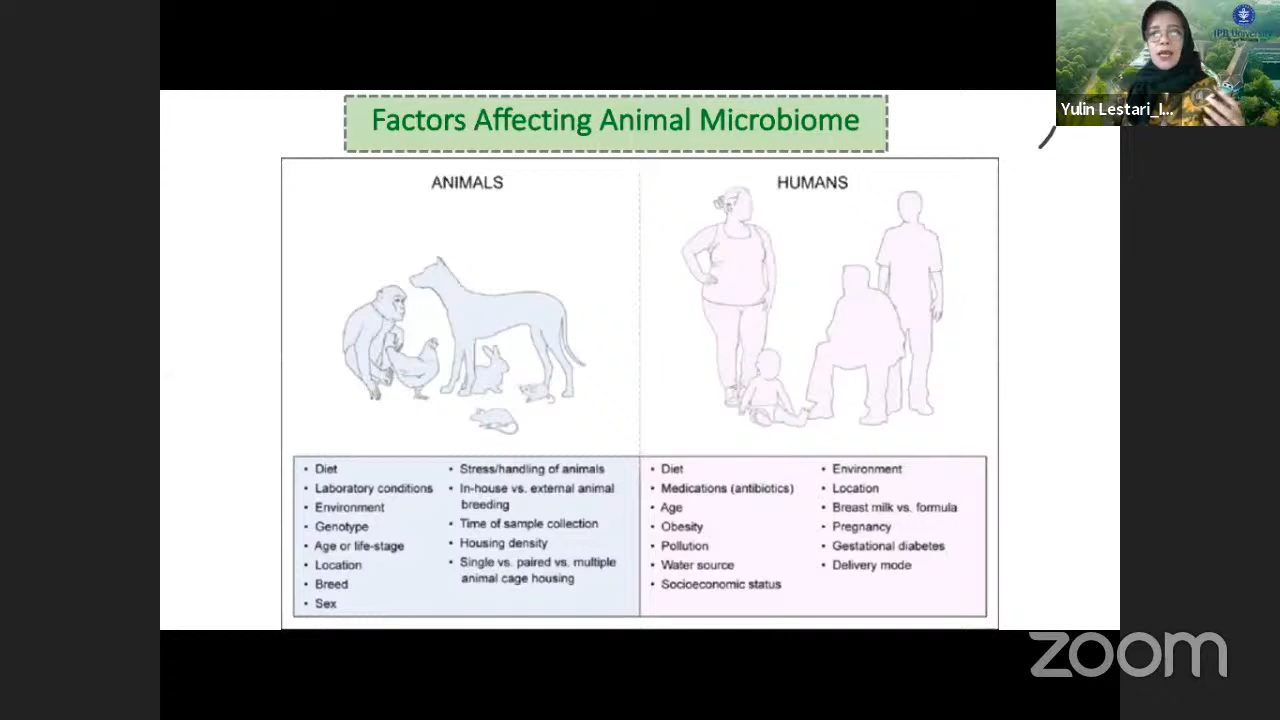 IPB University
Yulin Lestari_I...
Factors Affecting Animal Microbiome
ANIMALS
HUMANS
• Diet
• Laboratory conditions
• Environment
• Genotype
• Age or life-stage
• Location
• Breed
• Sex
• Stress/handling of animals
• In-house vs. external animal
breeding
• Time of sample collection
• Housing density
• Single vs. paired vs. multiple
animal cage housing
• Diet
• Medications (antibiotics)
• Age
• Obesity
• Pollution
• Water source
• Socioeconomic status
• Environment
• Location
• Breast milk vs. formula
• Pregnancy
• Gestational diabetes
• Delivery mode
zoom